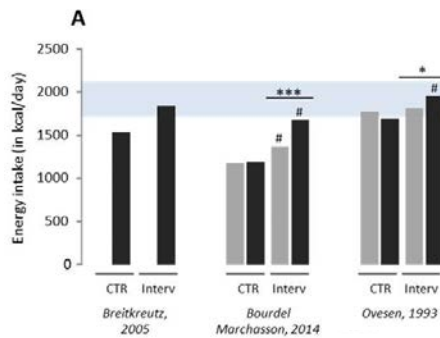 A
2500
2000
1500
1000
500
0
Energy intake (in kcal/day)
***
*
#
#
#
CTR Interv CTR Interv CTR Interv
Breitkreutz, Bourdel Ovesen, 1993
2005 Marchasson, 2014